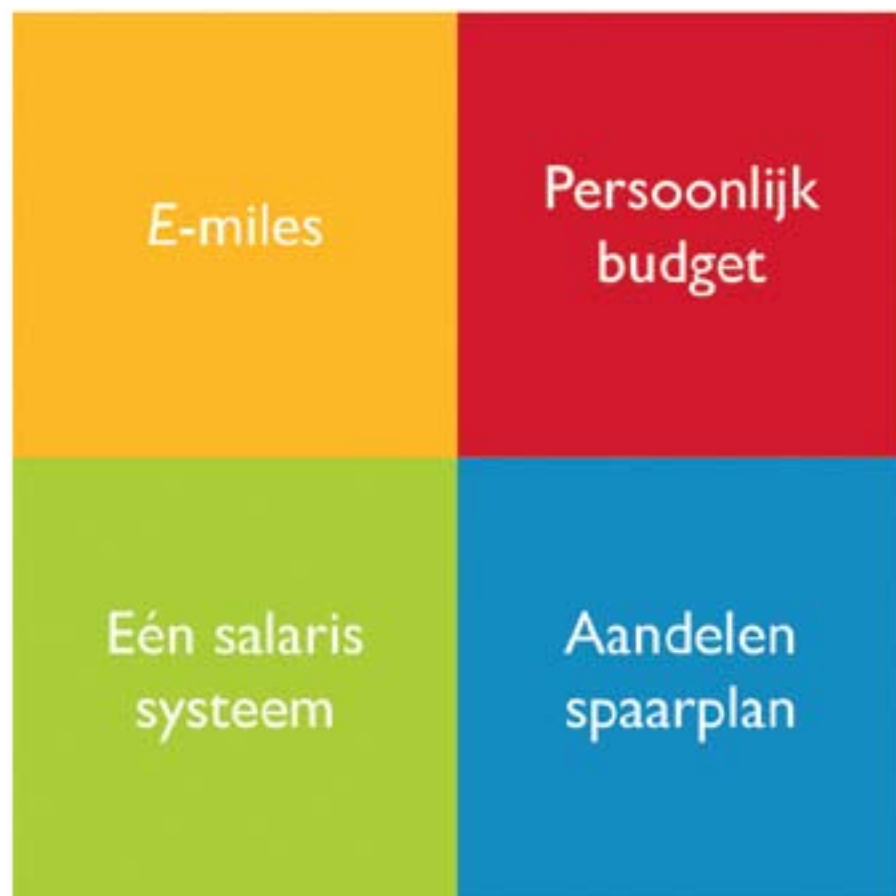 E-miles
Persoonlijk
budget
Eén salaris
systeem
Aandelen
spaarplan